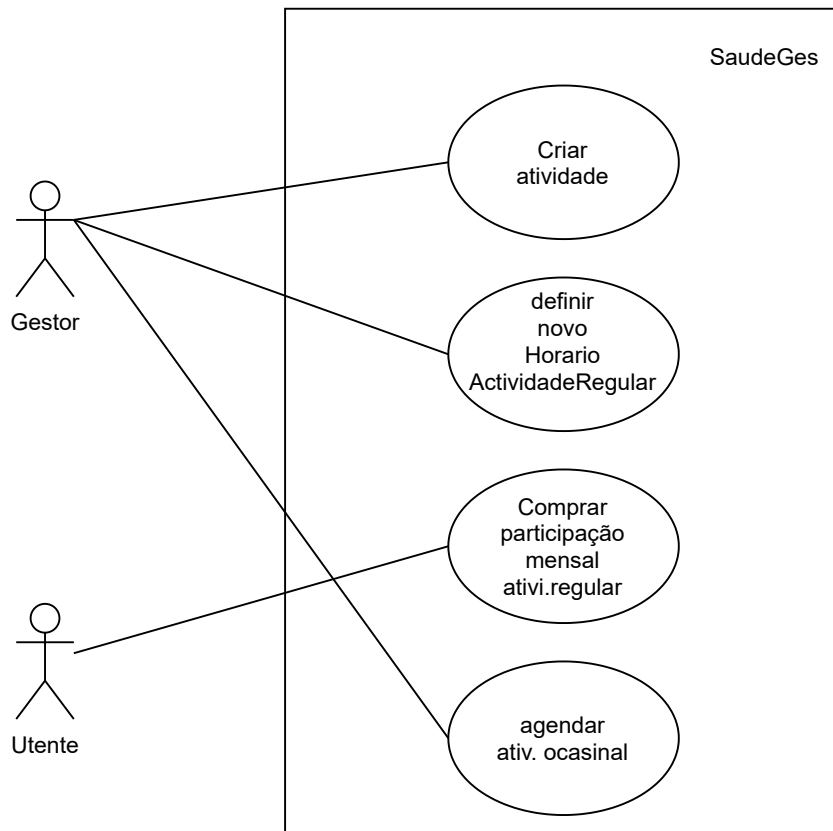 SaudeGes
Criar
atividade
Gestor
definir
novo
Horario
ActividadeRegular
Comprar
participação
mensal
ativi.regular
Utente
agendar
ativ. ocasinal